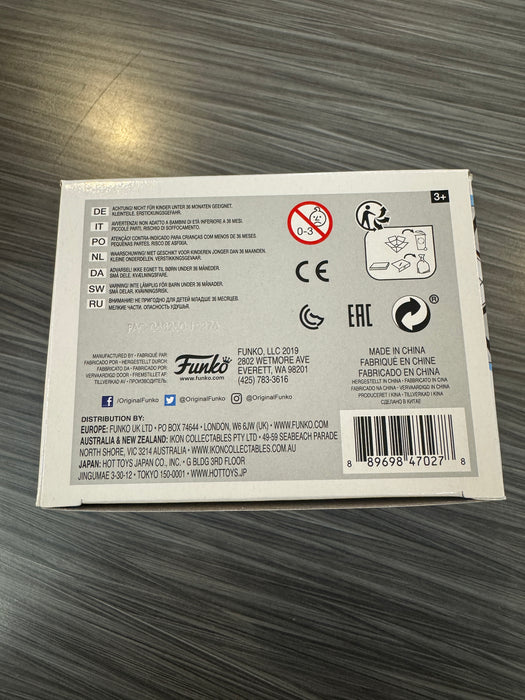 DE ACHTUNG! NICHT FÜR KINDER UNTER 36 MONATEN GEEIGNET.
KLEINTEILE. ERSTICKUNGSGEFAHR.
IT AVVERTENZA! NON ADATTO A BAMBINI DI ETÀ INFERIORE A 36 MESI.
PICCOLE PARTI. RISCHIO DI SOFFOCAMENTO.
PO ATENÇÃO: CONTRA-INDICADO PARA CRIANÇAS COM MENOS DE 36 MESES.
PEQUENAS PARTES. RISCO DE ASFIXIA.
NL WAARSCHUWING! NIET GESCHIKT VOOR KINDEREN JONGER DAN 36 MAANDEN.
KLEINE ONDERDELEN. VERSTIKKINGSGEVAAR.
DA ADVARSEL! IKKE EGNET TIL BØRN UNDER 36 MÅNEDER.
SMÅ DELE. KVÆLNINGSFARE.
SW VARNING! INTE LÄMPLIG FÖR BARN UNDER 36 MÅNADER.
SMÅ DELAR. KVÄVNINGSRISK.
RU ВНИМАНИЕ: НЕ ПРИГОДНО ДЛЯ ДЕТЕЙ МЛАДШЕ 36 МЕСЯЦЕВ.
МЕЛКИЕ ЧАСТИ. ОПАСНОСТЬ УДУШЬЯ.
0-3
3+
CE
EAC
®
MANUFACTURED BY • FABRIQUÉ PAR
FABRICADO POR • HERGESTELLT VON
FABBRICATO DA • FABRICADO POR
VERVAARDIGD DOOR • FREMSTILLET AF
TILLVERKAD AV • ПРОИЗВОДИТЕЛЬ
Funko
www.funko.com
FUNKO, LLC 2019
2802 WETMORE AVE
EVERETT, WA 98201
(425) 783-3616
MADE IN CHINA
FABRIQUÉ EN CHINE
FABRICADO EN CHINA
HERGESTELLT IN CHINA • FABBRICATO IN CINA
FABRICADO NA CHINA • VERVAARDIGD IN CHINA
PRODUCERET I KINA • TILLVERKAD I KINA
СДЕЛАНО В КИТАЕ
/OriginalFunko @OriginalFunko @OriginalFunko
DISTRIBUTION BY:
EUROPE: FUNKO UK LTD • PO BOX 74644 • LONDON, W6 6JW (UK) • WWW.FUNKO.COM
AUSTRALIA & NEW ZEALAND: IKON COLLECTABLES PTY LTD • 49-59 SEABEACH PARADE
NORTH SHORE, VIC 3214 AUSTRALIA • WWW.IKONCOLLECTABLES.COM.AU
JAPAN: HOT TOYS JAPAN CO., INC. • G BLDG 3RD FLOOR
JINGUMAE 3-30-12 • TOKYO 150-0001 • WWW.HOTTOYS.JP
8 89698 47027 8